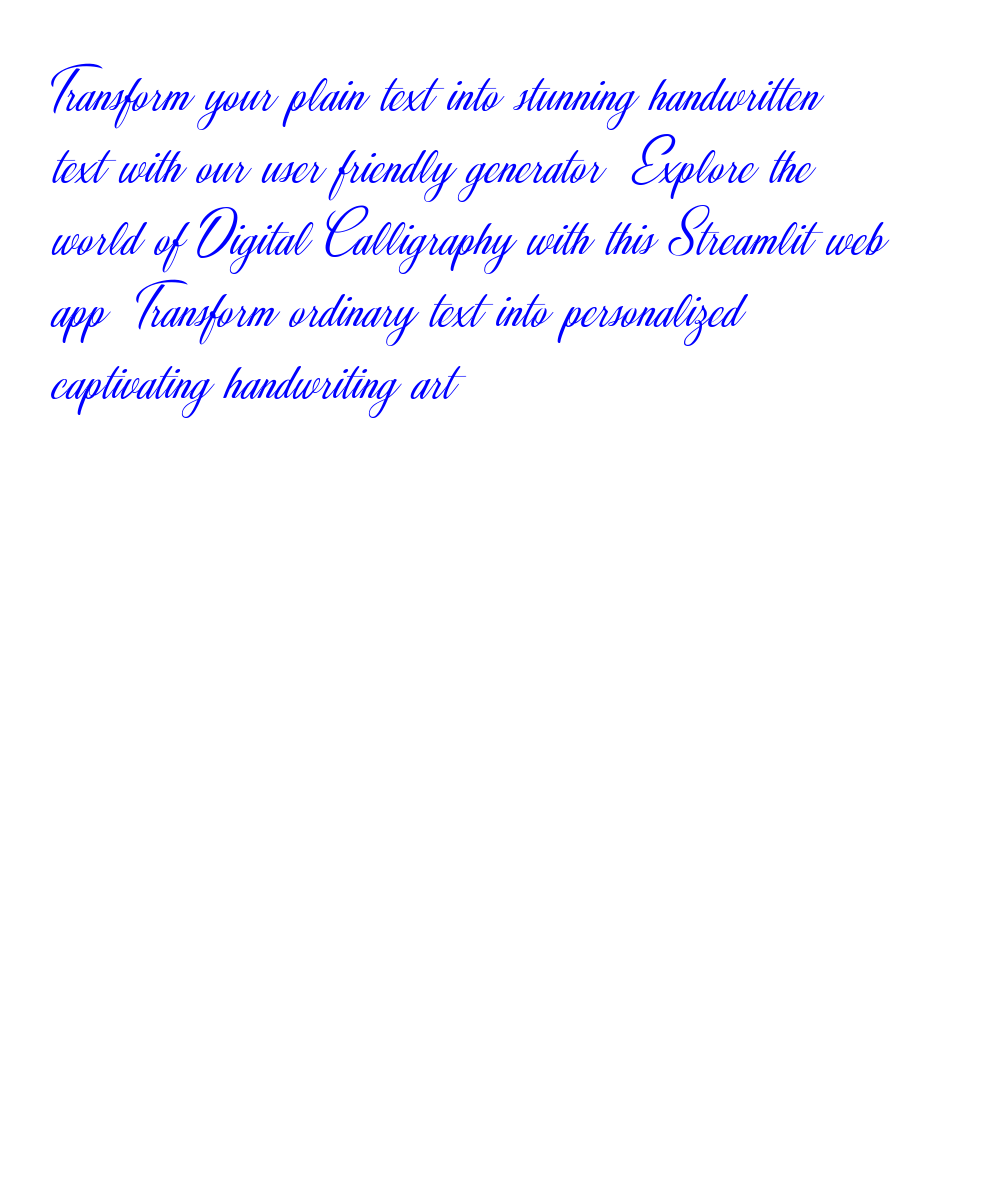 Transform your plain text into stunning handwritten
text with our user friendly generator Explore the
world of Digital Calligraphy with this Streamlit web
app Transform ordinary text into personalized
captivating handwriting art